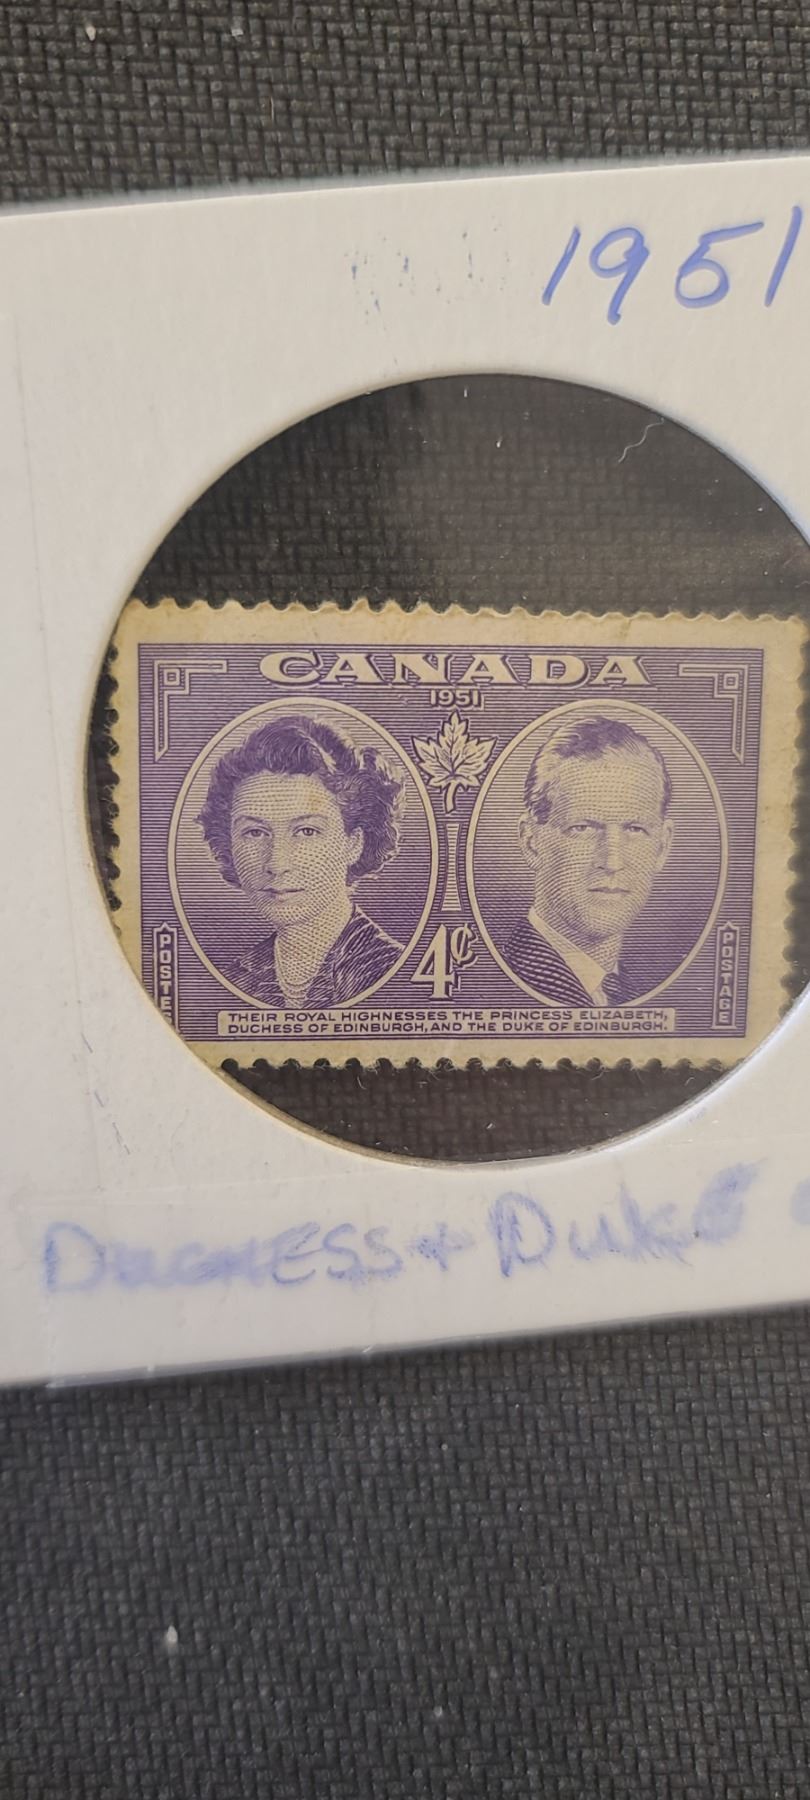 1951
CANADA
1951
4¢
POSTES
POSTAGE
THEIR ROYAL HIGHNESSES THE PRINCESS ELIZABETH,
DUCHESS OF EDINBURGH, AND THE DUKE OF EDINBURGH.
DUCHESS + DUKE